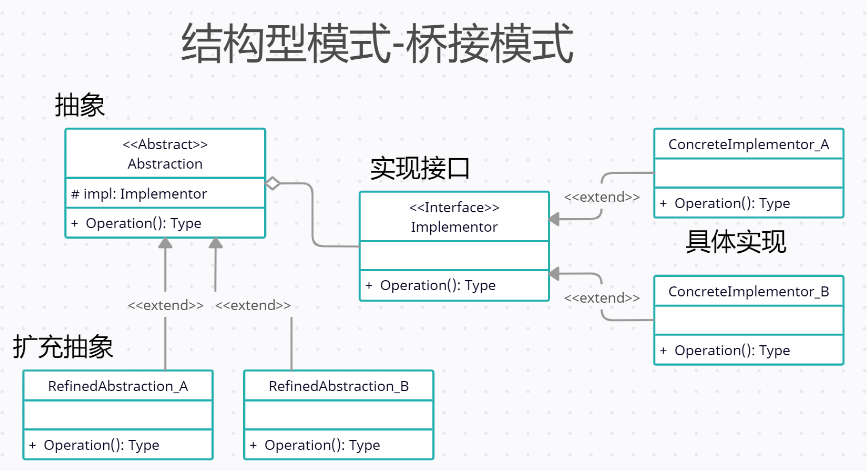 结构型模式-桥接模式
抽象
<<Abstract>>
Abstraction
# impl: Implementor
+ Operation(): Type
实现接口
<<Interface>>
Implementor
+ Operation(): Type
ConcreteImplementor_A
+ Operation(): Type
<<extend>>
具体实现
<<extend>>
ConcreteImplementor_B
+ Operation(): Type
<<extend>>
<<extend>>
扩充抽象
RefinedAbstraction_A
+ Operation(): Type
RefinedAbstraction_B
+ Operation(): Type